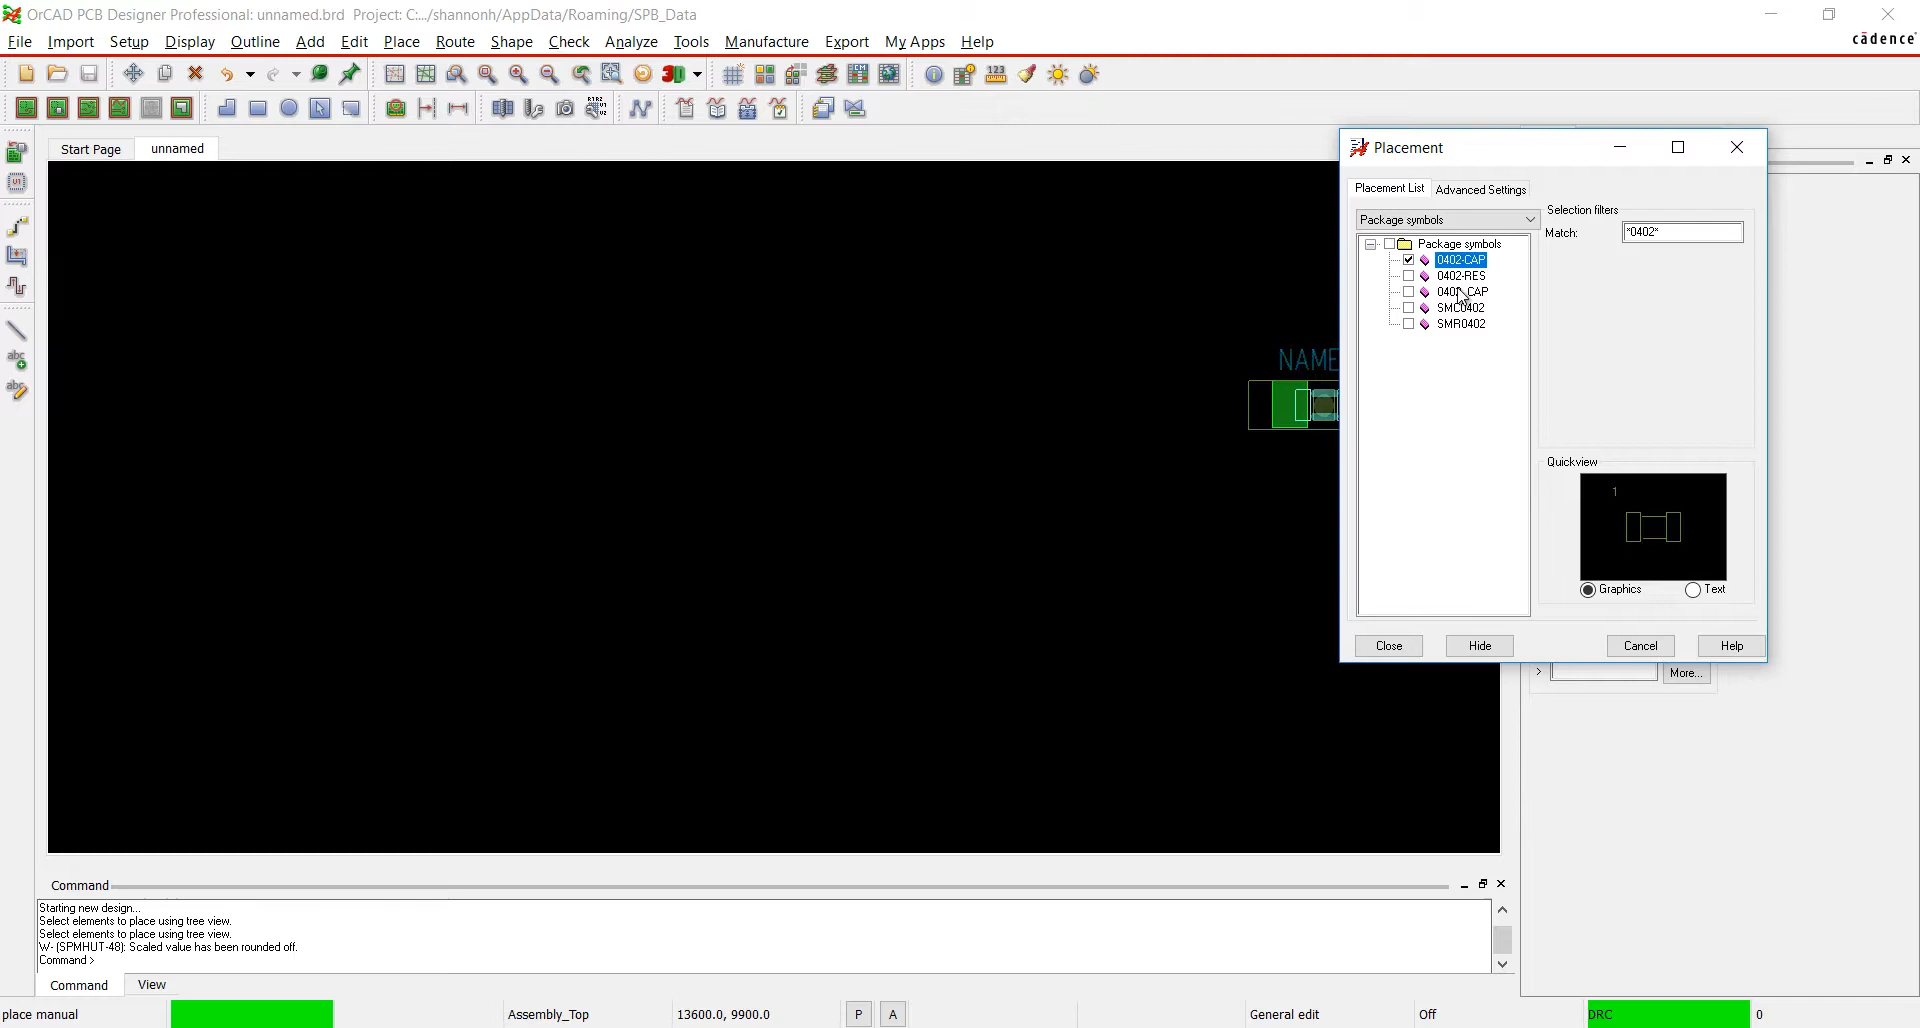 OrCAD PCB Designer Professional: unnamed.brd Project: C:.../shannonh/AppData/Roaming/SPB_Data
File Import Setup Display Outline Add Edit Place Route Shape Check Analyze Tools Manufacture Export My Apps Help
cādence
3D
Start Page unnamed
Placement
Placement List Advanced Settings
Package symbols
Selection filters
Match: *0402*
Package symbols
0402-CAP
0402-RES
SMC0402
SMR0402
NAME
Quickview
1
Graphics Text
Close Hide Cancel Help
> More...
Command
Starting new design...
Select elements to place using tree view.
Select elements to place using tree view.
W- (SPMHUT-48): Scaled value has been rounded off.
Command >
Command View
place manual Assembly_Top 13600.0, 9900.0 P A General edit Off DRC 0